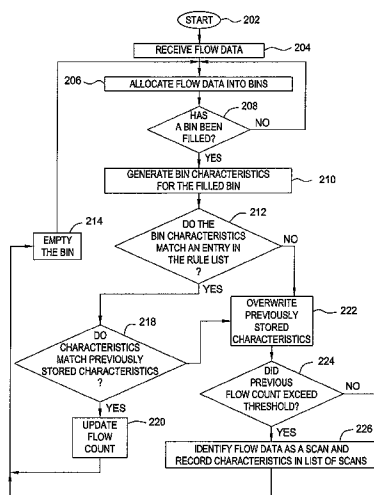 START
202
RECEIVE FLOW DATA
204
206
ALLOCATE FLOW DATA INTO BINS
208
HAS
A BIN BEEN
FILLED?
NO
YES
GENERATE BIN CHARACTERISTICS
FOR THE FILLED BIN
210
212
214
EMPTY
THE BIN
DO THE
BIN CHARACTERISTICS
MATCH AN ENTRY IN
THE RULE LIST
?
NO
YES
218
DO
CHARACTERISTICS
MATCH PREVIOUSLY
STORED CHARACTERISTICS
?
OVERWRITE
PREVIOUSLY
STORED
CHARACTERISTICS
222
224
DID
PREVIOUS
FLOW COUNT EXCEED
THRESHOLD?
NO
YES
220
UPDATE
FLOW
COUNT
YES
226
IDENTIFY FLOW DATA AS A SCAN AND
RECORD CHARACTERISTICS IN LIST OF SCANS